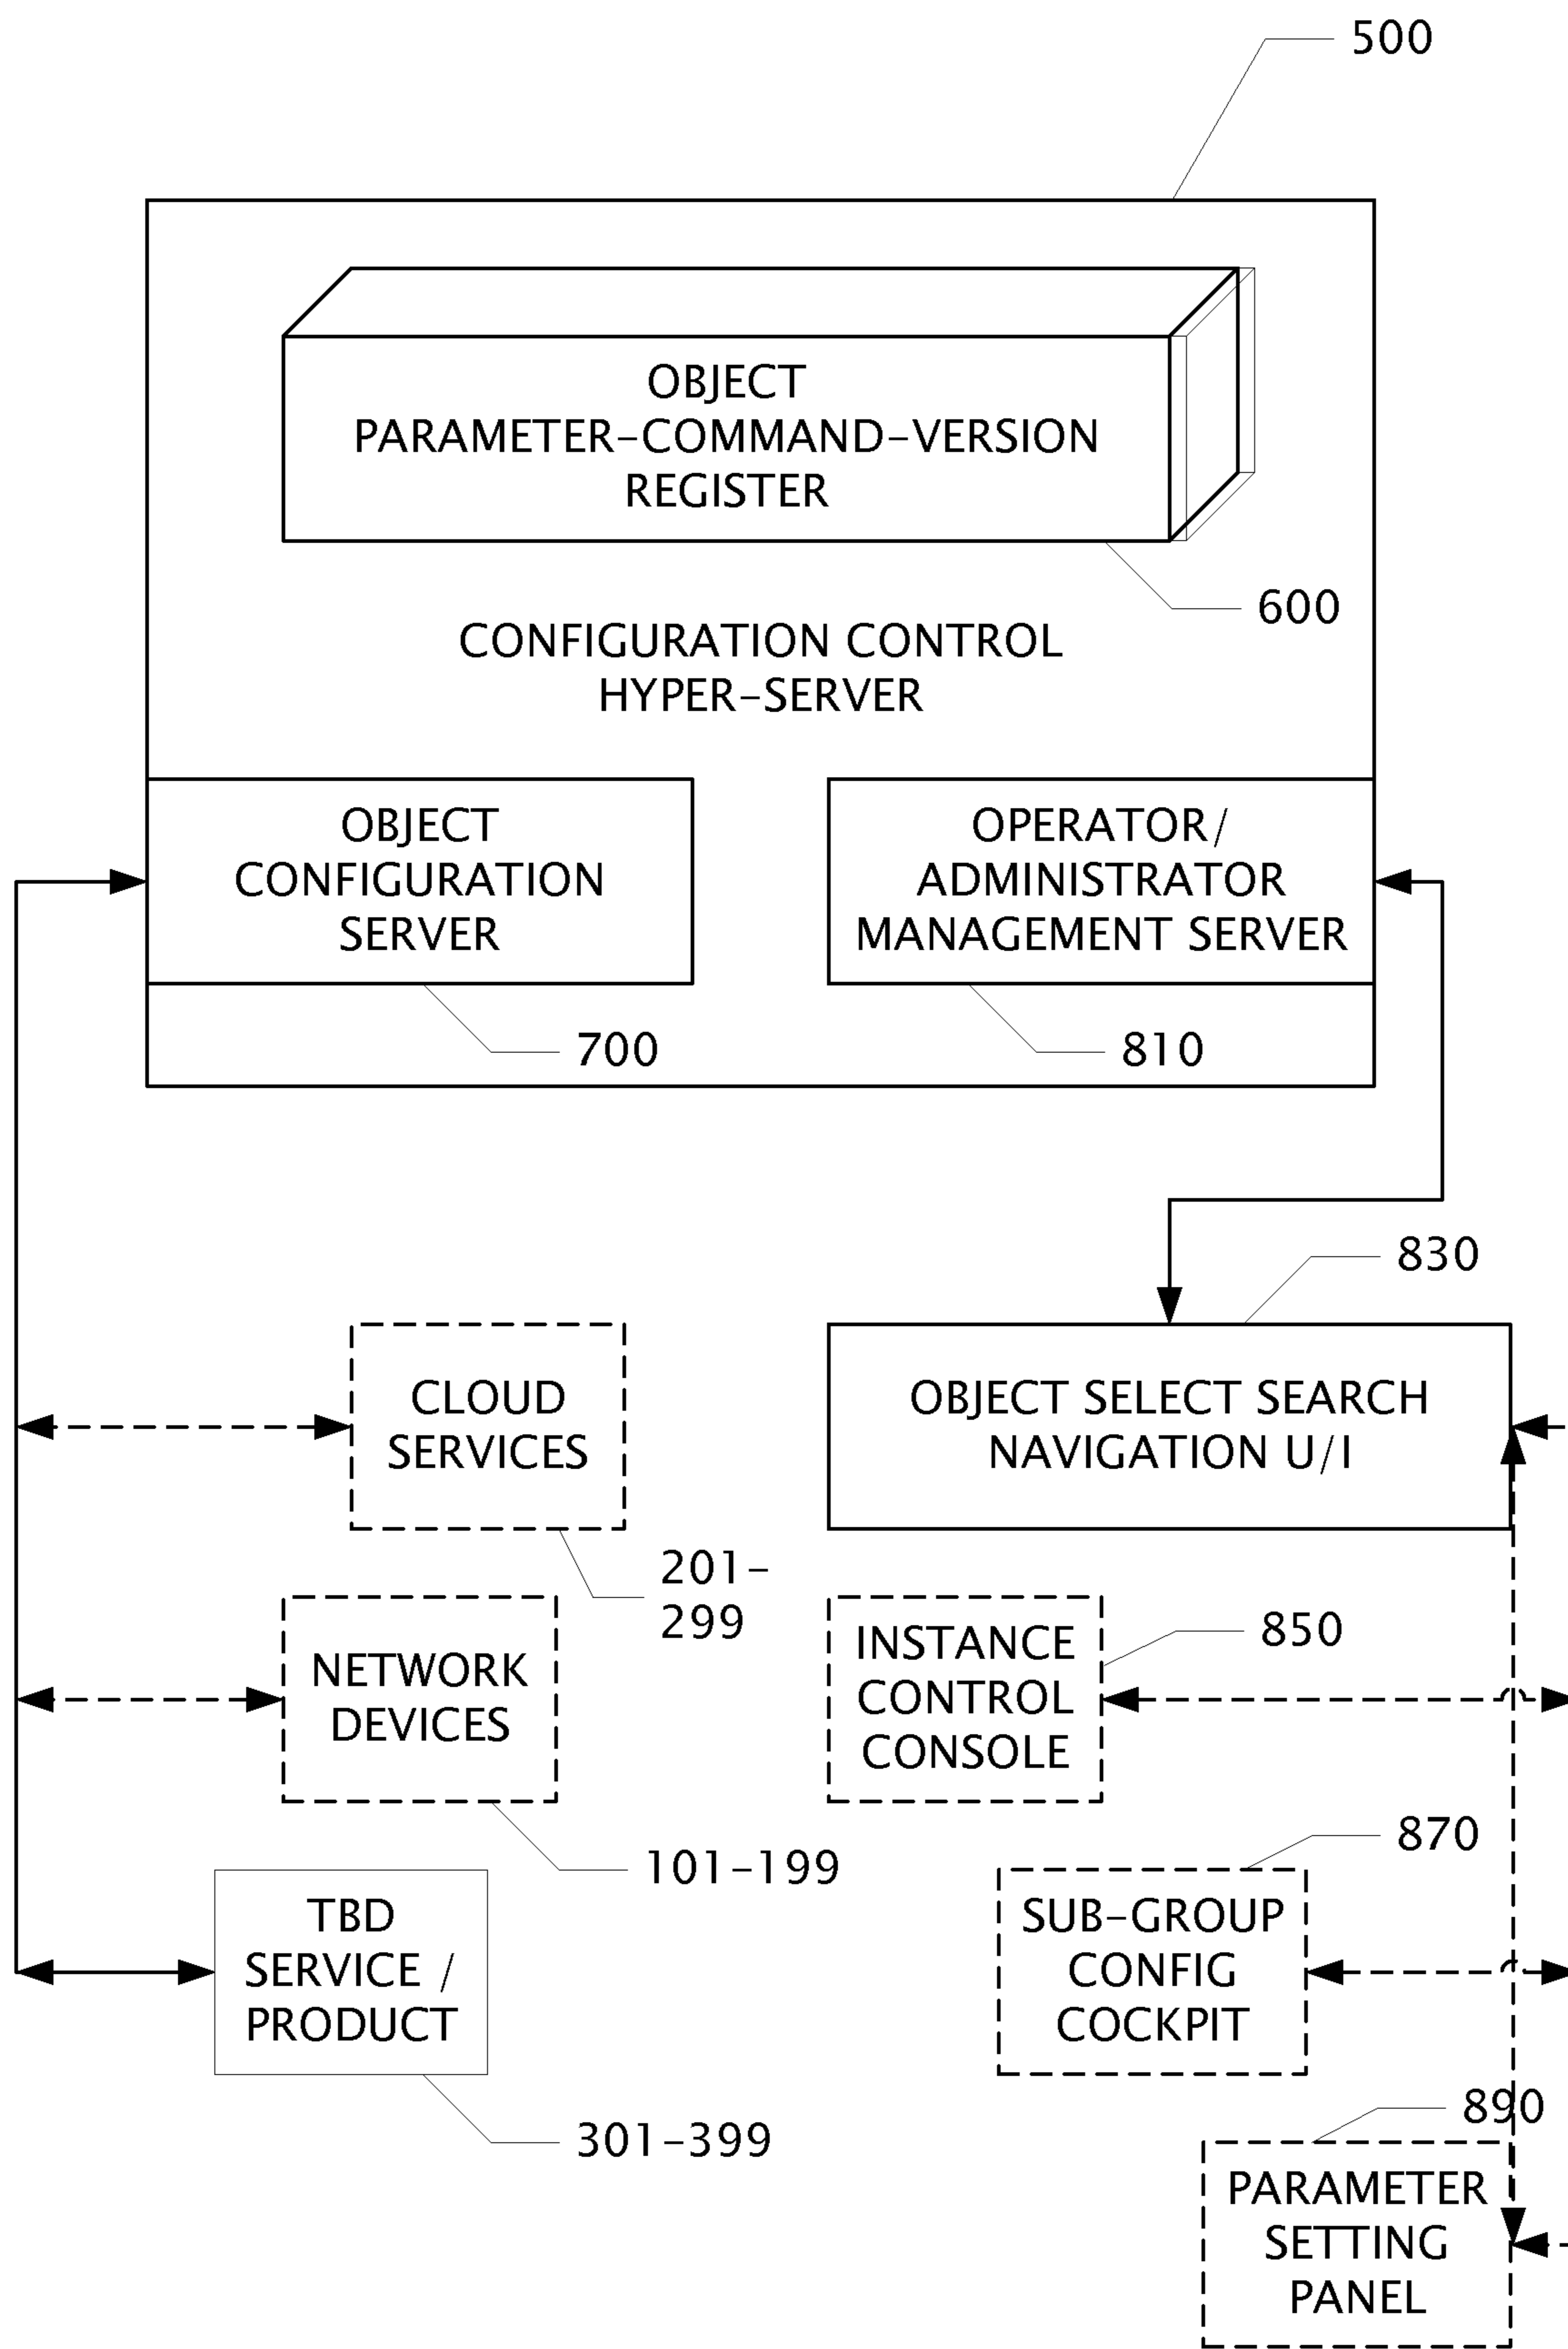 500
OBJECT
PARAMETER-COMMAND-VERSION
REGISTER
600
CONFIGURATION CONTROL
HYPER-SERVER
OBJECT
CONFIGURATION
SERVER
700
OPERATOR/
ADMINISTRATOR
MANAGEMENT SERVER
810
830
CLOUD
SERVICES
201-
299
OBJECT SELECT SEARCH
NAVIGATION U/I
NETWORK
DEVICES
101-199
INSTANCE
CONTROL
CONSOLE
850
870
TBD
SERVICE /
PRODUCT
301-399
SUB-GROUP
CONFIG
COCKPIT
890
PARAMETER
SETTING
PANEL